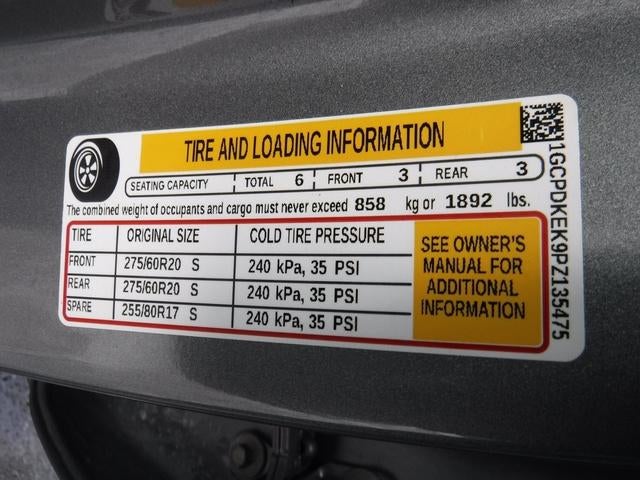 TIRE AND LOADING INFORMATION
SEATING CAPACITY TOTAL 6 FRONT 3 REAR 3
The combined weight of occupants and cargo must never exceed 858 kg or 1892 lbs.
TIRE ORIGINAL SIZE COLD TIRE PRESSURE
FRONT 275/60R20 S 240 kPa, 35 PSI
REAR 275/60R20 S 240 kPa, 35 PSI
SPARE 255/80R17 S 240 kPa, 35 PSI
SEE OWNER'S
MANUAL FOR
ADDITIONAL
INFORMATION
1GCPDKEK9PZ135475